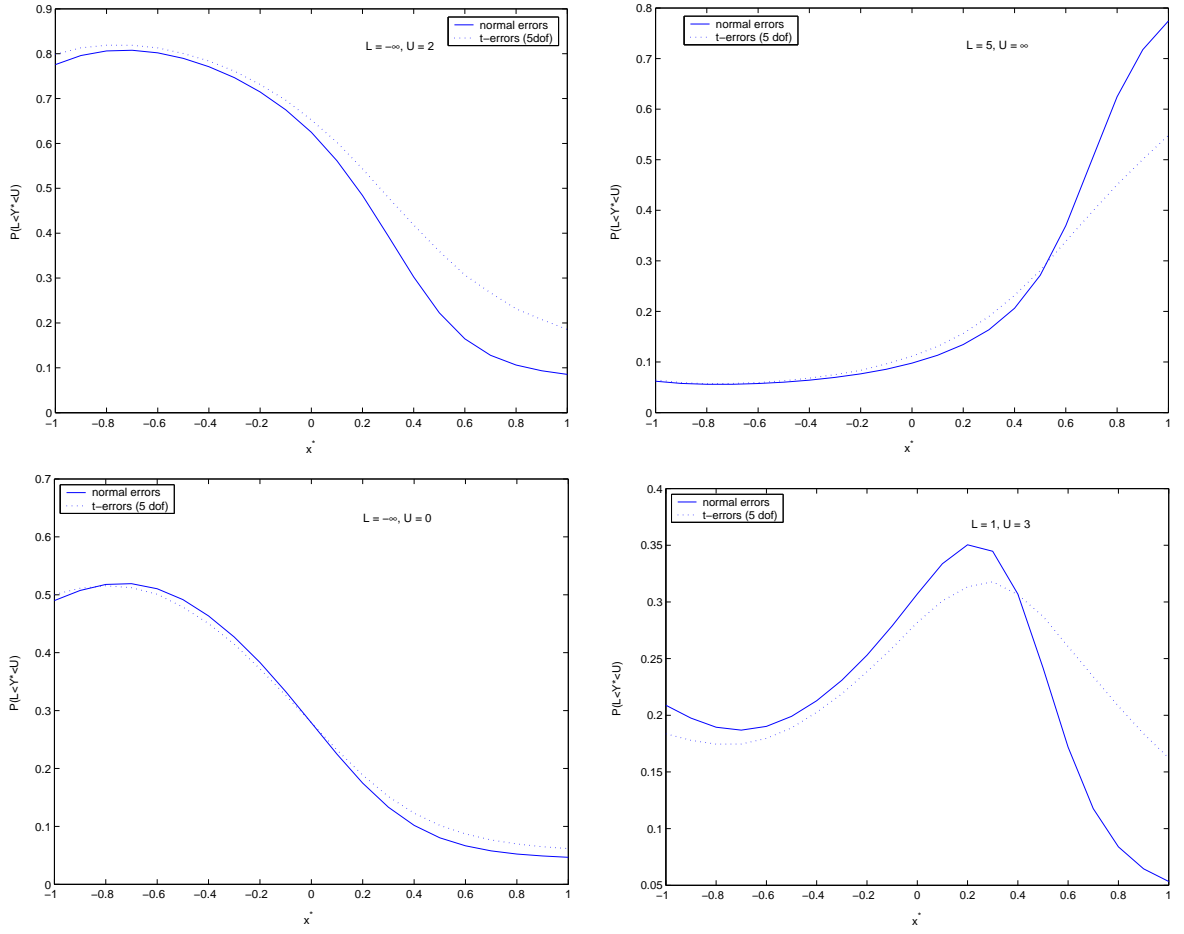 normal errors
t−errors (5dof)
L = −∞, U = 2
P(L<Y*<U)
0.9
0.8
0.7
0.6
0.5
0.4
0.3
0.2
0.1
0
−1 −0.8 −0.6 −0.4 −0.2 0 0.2 0.4 0.6 0.8 1
x*
normal errors
t−errors (5 dof)
L = 5, U = ∞
P(L<Y*<U)
0.8
0.7
0.6
0.5
0.4
0.3
0.2
0.1
0
−1 −0.8 −0.6 −0.4 −0.2 0 0.2 0.4 0.6 0.8 1
x*
normal errors
t−errors (5 dof)
L = −∞, U = 0
P(L<Y*<U)
0.7
0.6
0.5
0.4
0.3
0.2
0.1
0
−1 −0.8 −0.6 −0.4 −0.2 0 0.2 0.4 0.6 0.8 1
x*
normal errors
t−errors (5 dof)
L = 1, U = 3
P(L<Y*<U)
0.4
0.35
0.3
0.25
0.2
0.15
0.1
0.05
−1 −0.8 −0.6 −0.4 −0.2 0 0.2 0.4 0.6 0.8 1
x*